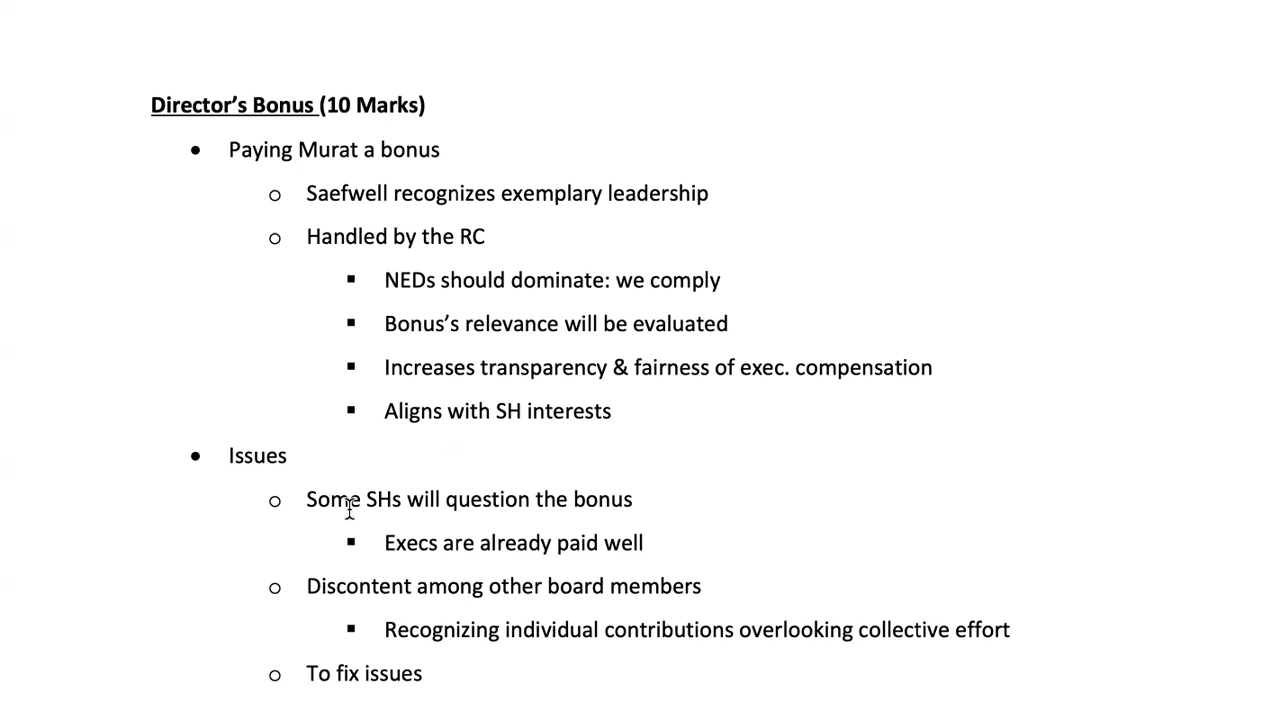 Director’s Bonus (10 Marks)
• Paying Murat a bonus
o Saefwell recognizes exemplary leadership
o Handled by the RC
▪ NEDs should dominate: we comply
▪ Bonus’s relevance will be evaluated
▪ Increases transparency & fairness of exec. compensation
▪ Aligns with SH interests
• Issues
o Some SHs will question the bonus
▪ Execs are already paid well
o Discontent among other board members
▪ Recognizing individual contributions overlooking collective effort
o To fix issues